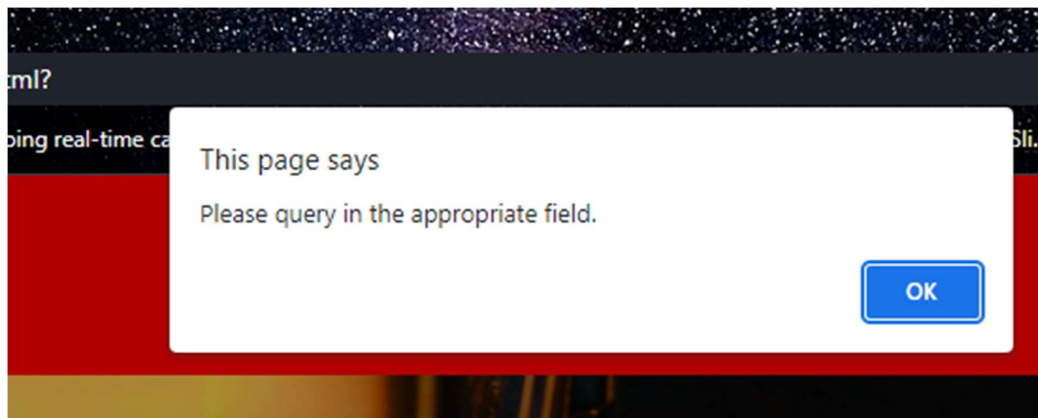 tml?
ping real-time ca
Sli.
This page says
Please query in the appropriate field.
OK